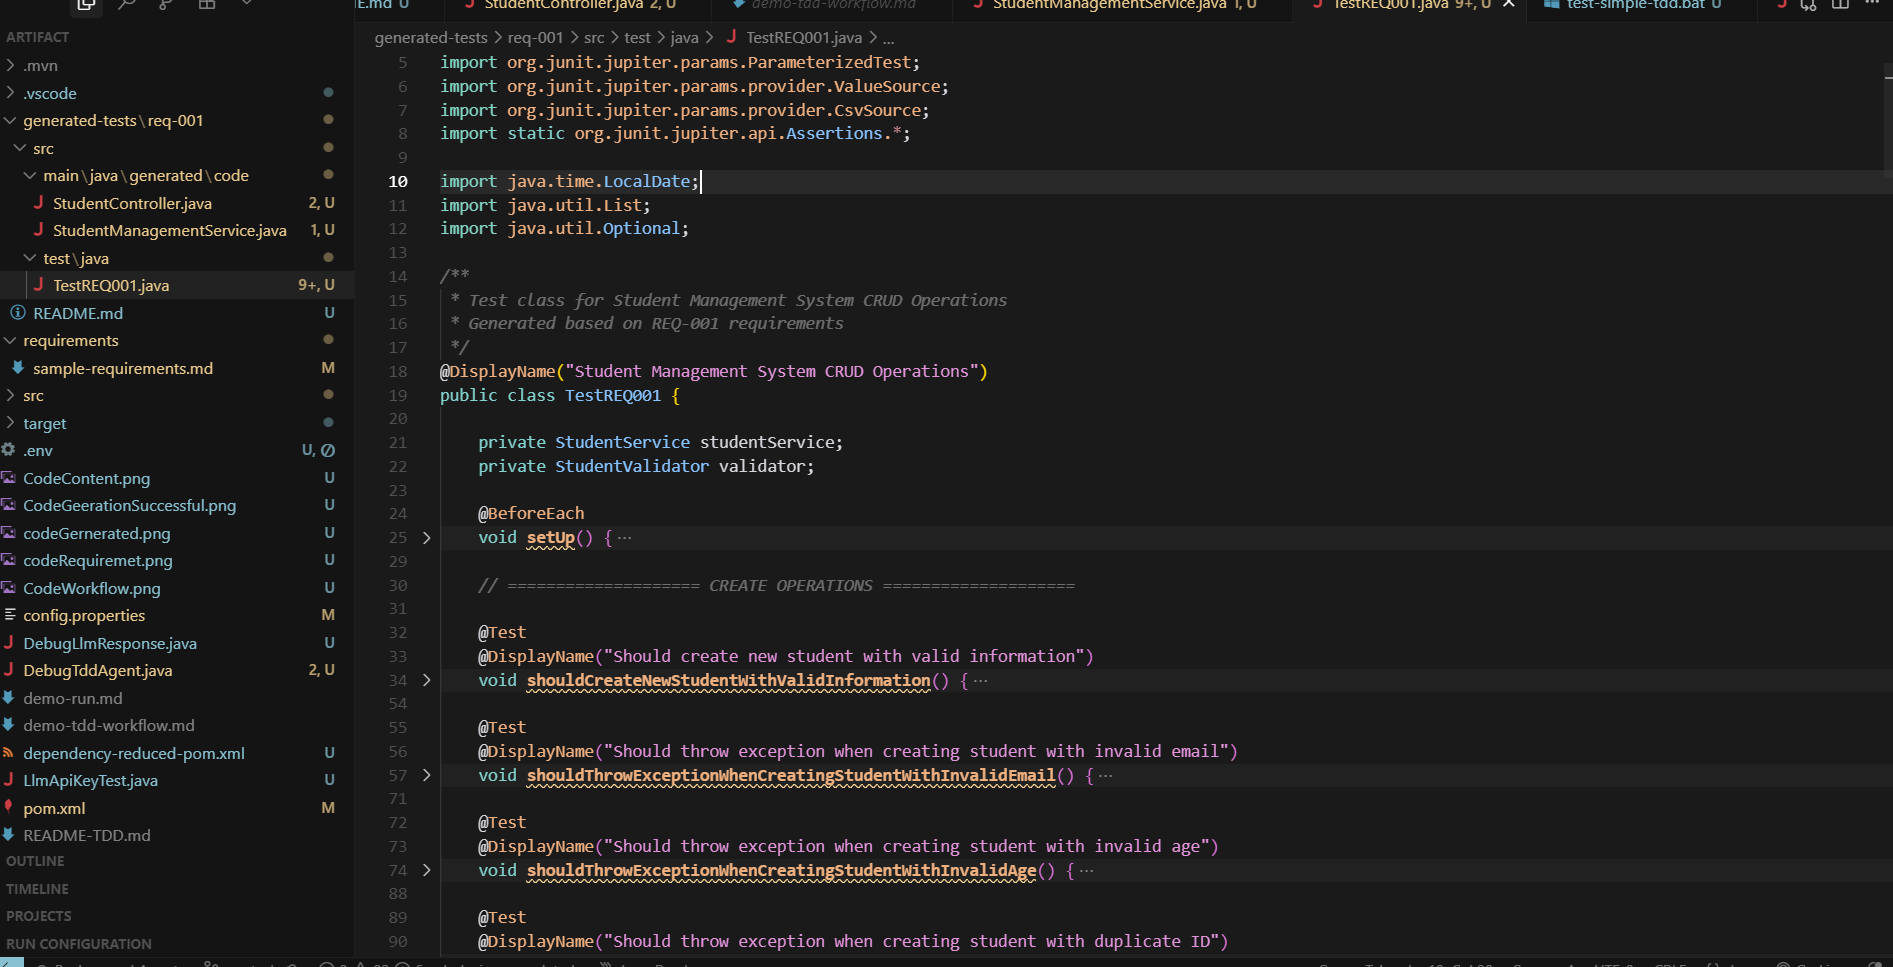 IE.md U
StudentController.java 2, U
demo-tdd-workflow.md
StudentManagementService.java 1, U
TestREQ001.java 9+, U
test-simple-tdd.bat U
ARTIFACT
.mvn
.vscode
generated-tests\req-001
src
main\java\generated\code
StudentController.java 2, U
StudentManagementService.java 1, U
test\java
TestREQ001.java 9+, U
README.md U
requirements
sample-requirements.md M
src
target
.env U,
CodeContent.png U
CodeGeerationSuccessful.png U
codeGernerated.png U
codeRequiremet.png U
CodeWorkflow.png U
config.properties M
DebugLlmResponse.java U
DebugTddAgent.java 2, U
demo-run.md
demo-tdd-workflow.md
dependency-reduced-pom.xml U
LlmApiKeyTest.java U
pom.xml M
README-TDD.md
OUTLINE
TIMELINE
PROJECTS
RUN CONFIGURATION
generated-tests > req-001 > src > test > java > TestREQ001.java > ...
5 import org.junit.jupiter.params.ParameterizedTest;
6 import org.junit.jupiter.params.provider.ValueSource;
7 import org.junit.jupiter.params.provider.CsvSource;
8 import static org.junit.jupiter.api.Assertions.*;
9
10 import java.time.LocalDate;
11 import java.util.List;
12 import java.util.Optional;
13
14 /**
15 * Test class for Student Management System CRUD Operations
16 * Generated based on REQ-001 requirements
17 */
18 @DisplayName("Student Management System CRUD Operations")
19 public class TestREQ001 {
20
21 private StudentService studentService;
22 private StudentValidator validator;
23
24 @BeforeEach
25 void setUp() { ···
29
30 // ==================== CREATE OPERATIONS ====================
31
32 @Test
33 @DisplayName("Should create new student with valid information")
34 void shouldCreateNewStudentWithValidInformation() { ···
54
55 @Test
56 @DisplayName("Should throw exception when creating student with invalid email")
57 void shouldThrowExceptionWhenCreatingStudentWithInvalidEmail() { ···
71
72 @Test
73 @DisplayName("Should throw exception when creating student with invalid age")
74 void shouldThrowExceptionWhenCreatingStudentWithInvalidAge() { ···
88
89 @Test
90 @DisplayName("Should throw exception when creating student with duplicate ID")